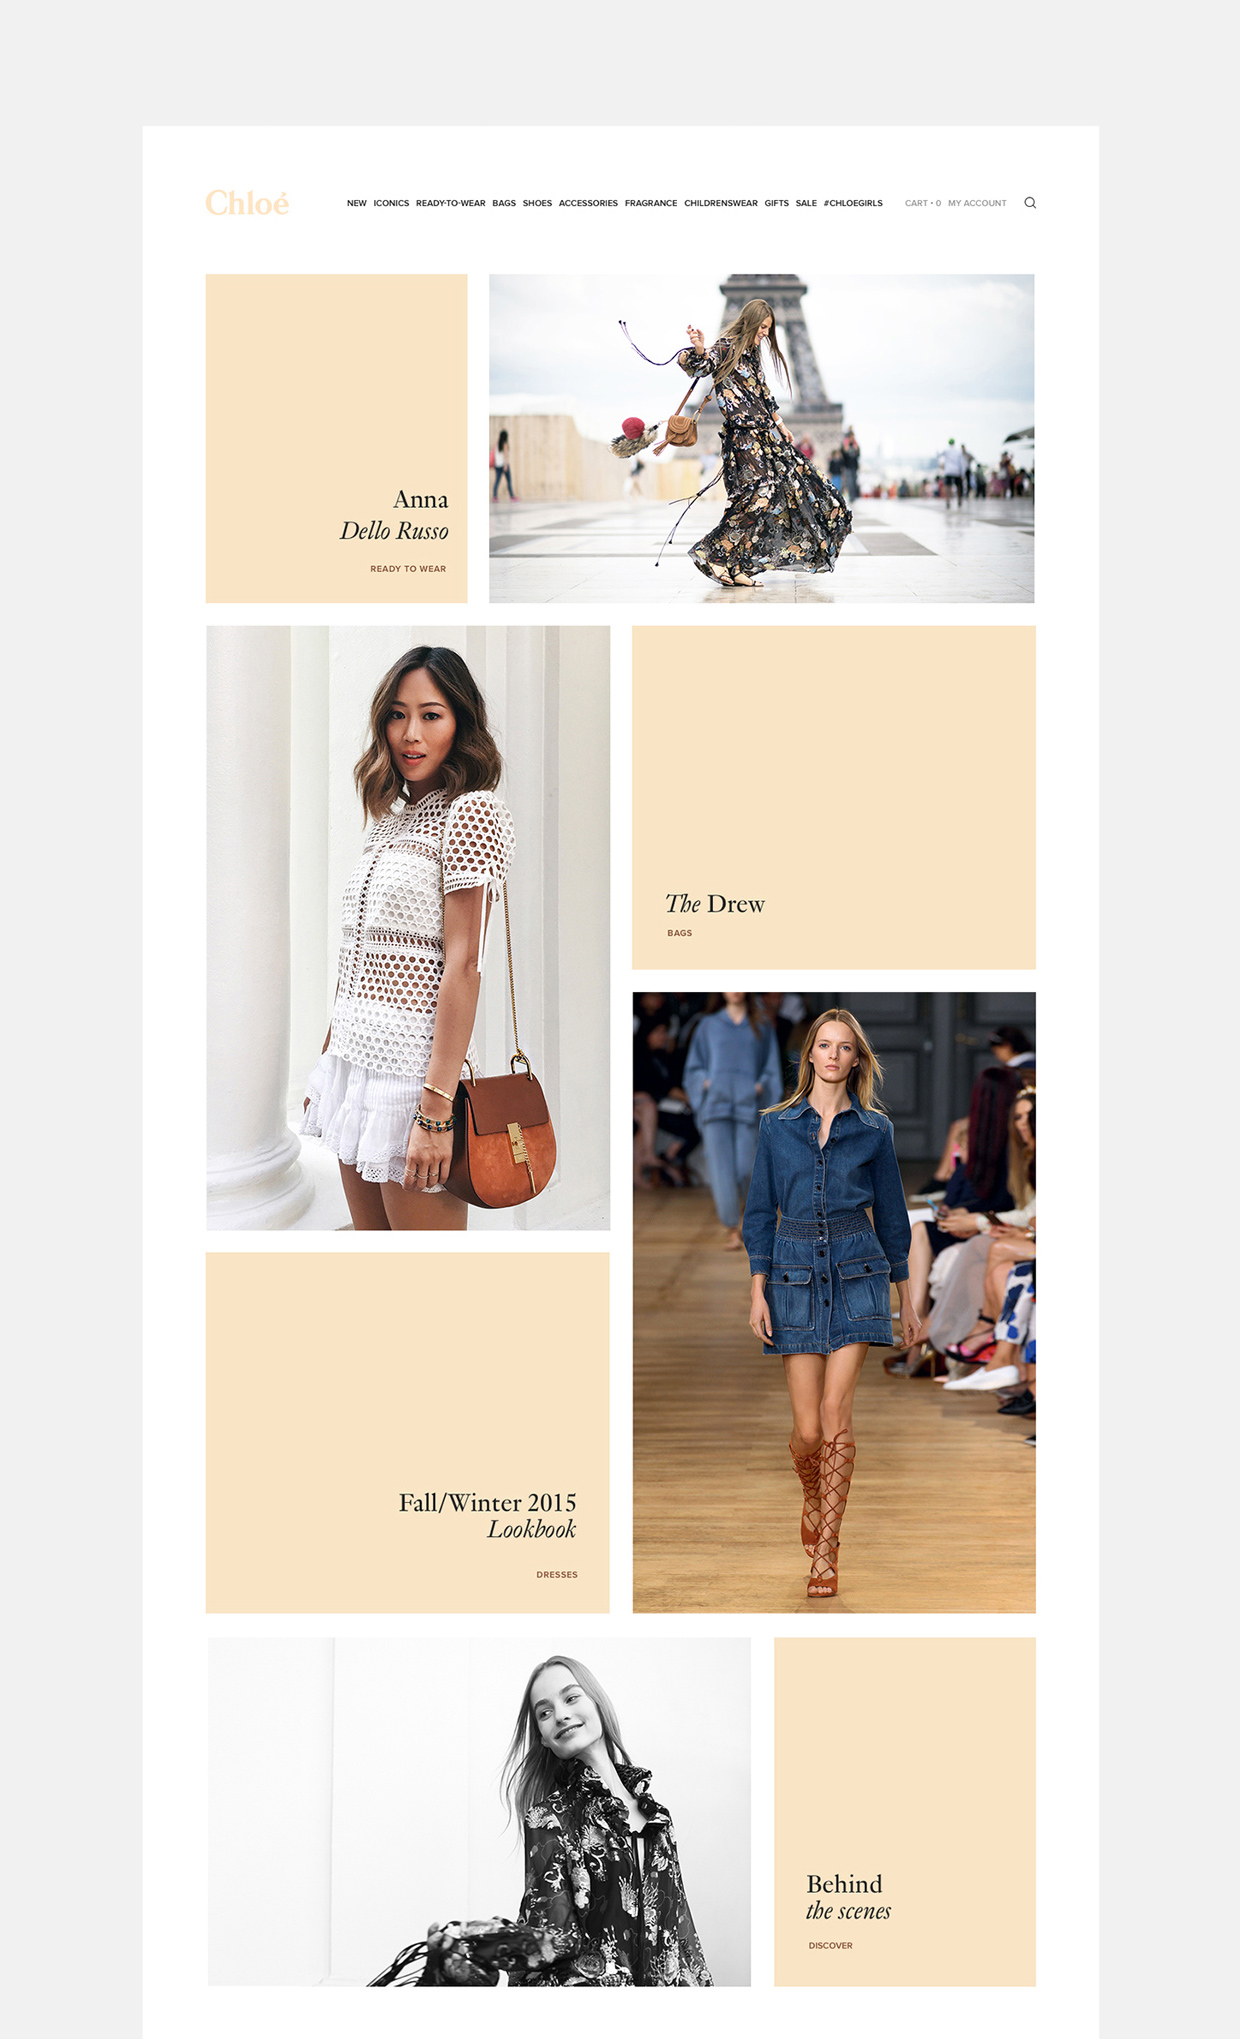 Chloé
NEW ICONICS READY-TO-WEAR BAGS SHOES ACCESSORIES FRAGRANCE CHILDRENSWEAR GIFTS SALE #CHLOEGIRLS CART • 0 MY ACCOUNT
Anna
Dello Russo
READY TO WEAR
The Drew
BAGS
Fall/Winter 2015
Lookbook
DRESSES
Behind
the scenes
DISCOVER